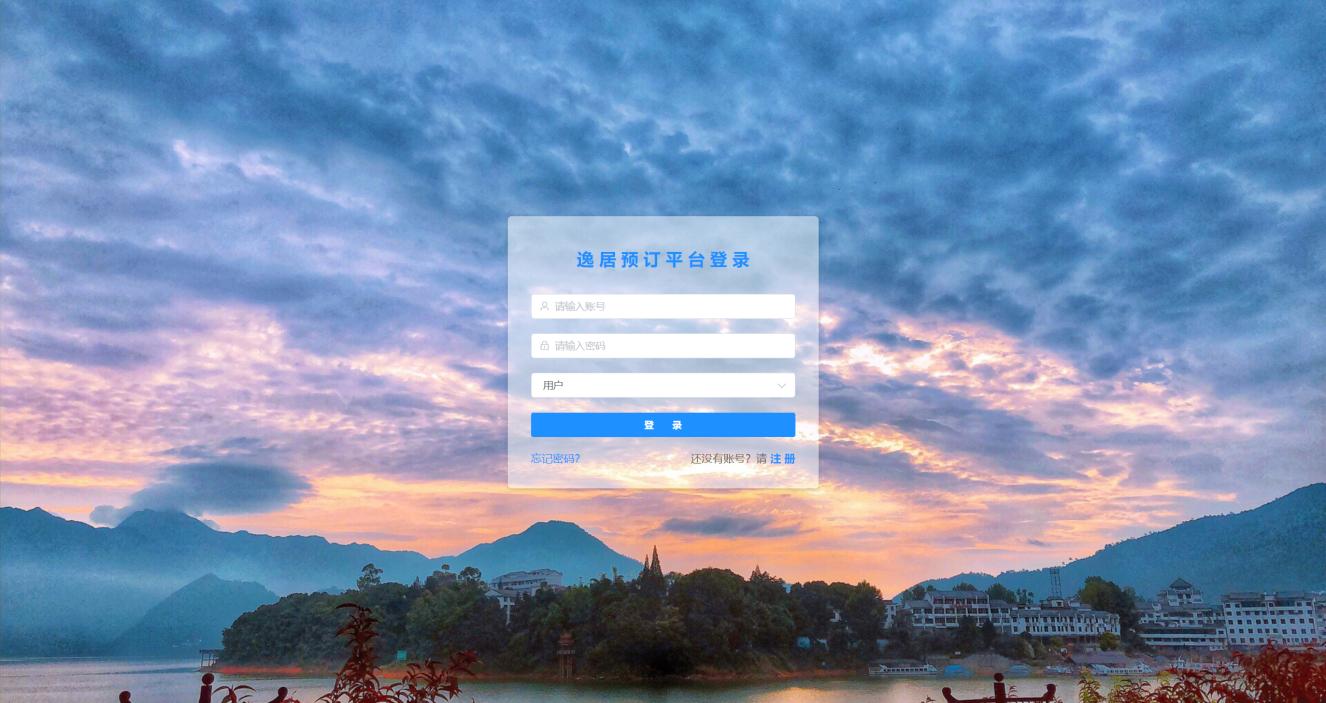 逸居预订平台登录
请输入账号
请输入密码
用户
登 录
忘记密码? 还没有账号? 请 注 册